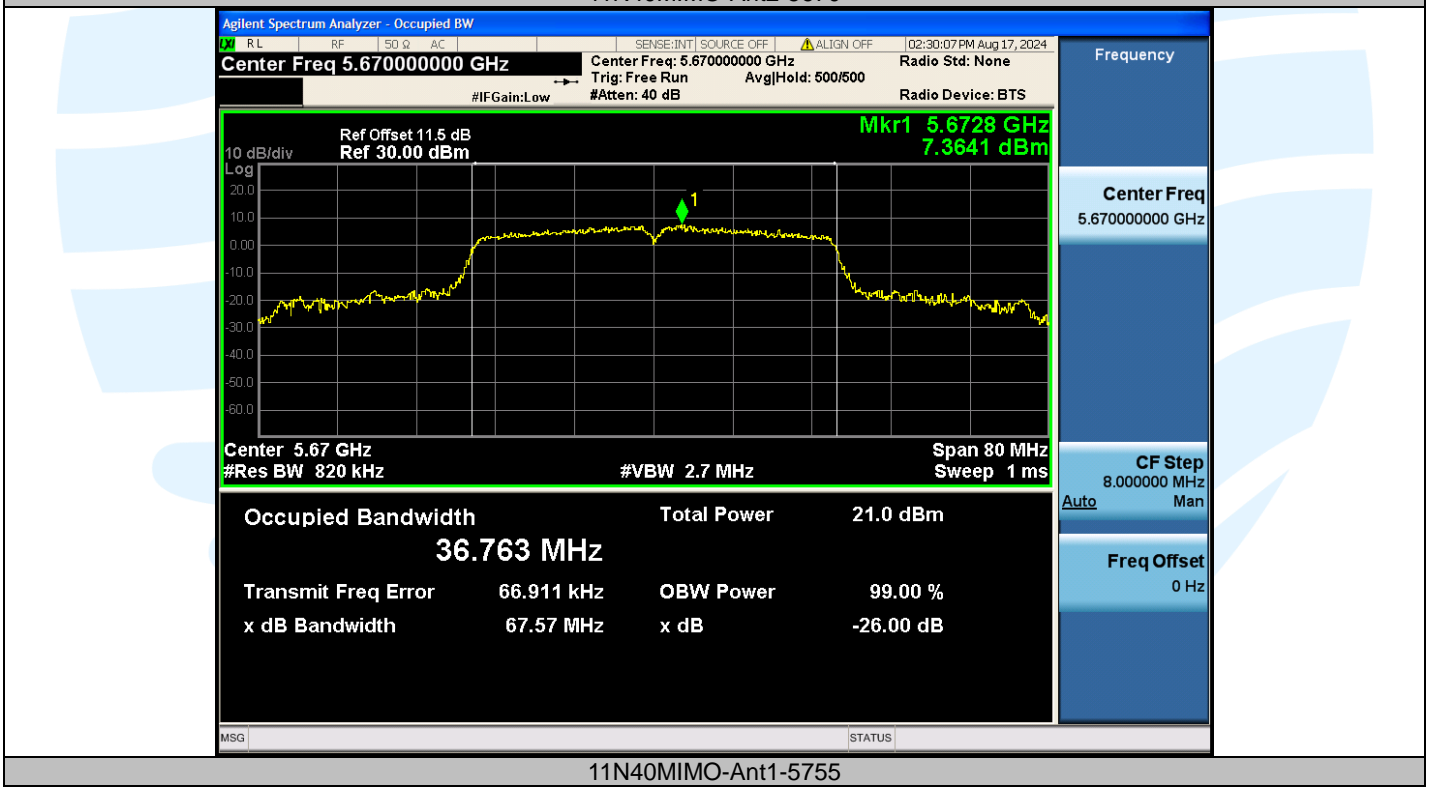 Agilent Spectrum Analyzer - Occupied BW
LXI RL RF 50 Ω AC SENSE:INT SOURCE OFF ⚠ALIGN OFF 02:30:07 PM Aug 17, 2024
Center Freq 5.670000000 GHz
Center Freq: 5.670000000 GHz
Radio Std: None
Trig: Free Run
Avg|Hold: 500/500
#IFGain:Low
#Atten: 40 dB
Radio Device: BTS
Mkr1 5.6728 GHz
7.3641 dBm
Ref Offset 11.5 dB
10 dB/div
Ref 30.00 dBm
Log
20.0
10.0
0.00
-10.0
-20.0
-30.0
-40.0
-50.0
-60.0
1
Center 5.67 GHz
Span 80 MHz
#Res BW 820 kHz
#VBW 2.7 MHz
Sweep 1 ms
Occupied Bandwidth
36.763 MHz
Total Power 21.0 dBm
Transmit Freq Error 66.911 kHz
OBW Power 99.00 %
x dB Bandwidth 67.57 MHz
x dB -26.00 dB
MSG
STATUS
Frequency
Center Freq
5.670000000 GHz
CF Step
8.000000 MHz
Auto Man
Freq Offset
0 Hz
11N40MIMO-Ant1-5755